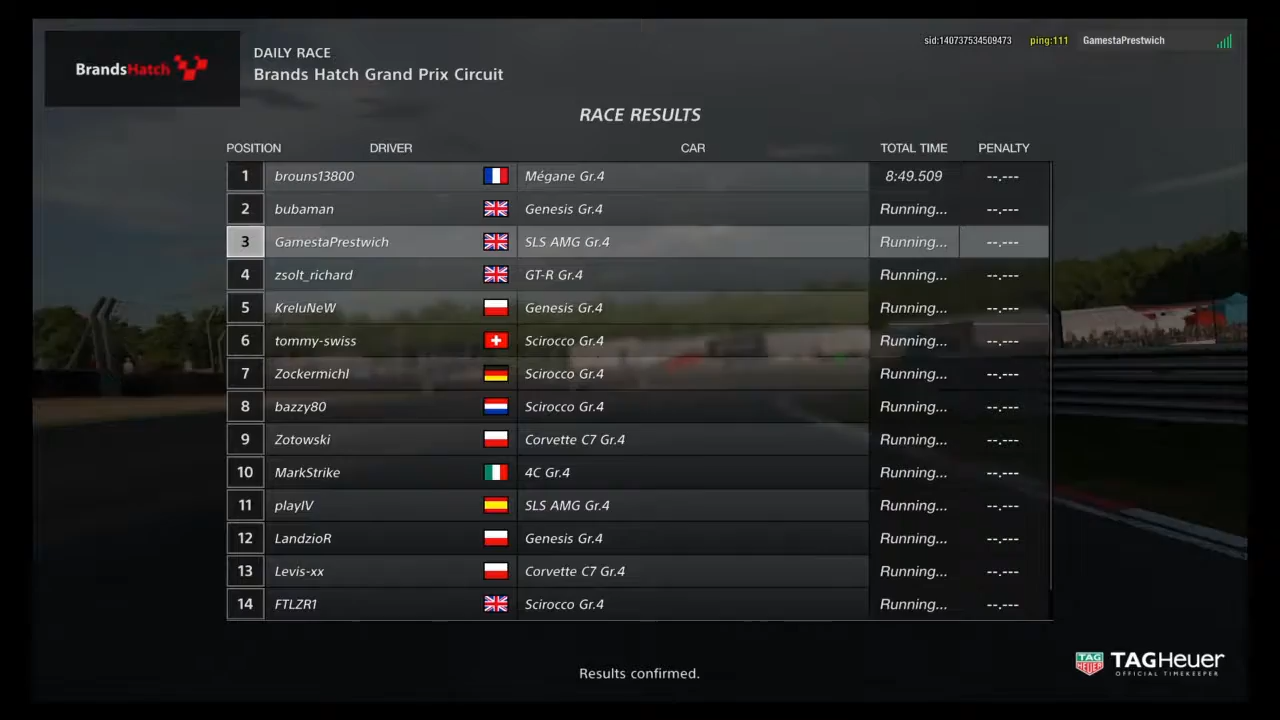 BrandsHatch
DAILY RACE
Brands Hatch Grand Prix Circuit
sid:140737534509473 ping:111 GamestaPrestwich
RACE RESULTS
POSITION DRIVER CAR TOTAL TIME PENALTY
1 brouns13800 Mégane Gr.4 8:49.509 --.---
2 bubaman Genesis Gr.4 Running... --.---
3 GamestaPrestwich SLS AMG Gr.4 Running... --.---
4 zsolt_richard GT-R Gr.4 Running... --.---
5 KreluNeW Genesis Gr.4 Running... --.---
6 tommy-swiss Scirocco Gr.4 Running... --.---
7 Zockermichl Scirocco Gr.4 Running... --.---
8 bazzy80 Scirocco Gr.4 Running... --.---
9 Zotowski Corvette C7 Gr.4 Running... --.---
10 MarkStrike 4C Gr.4 Running... --.---
11 playIV SLS AMG Gr.4 Running... --.---
12 LandzioR Genesis Gr.4 Running... --.---
13 Levis-xx Corvette C7 Gr.4 Running... --.---
14 FTLZR1 Scirocco Gr.4 Running... --.---
Results confirmed.
TAG HEUER TAGHeuer
OFFICIAL TIMEKEEPER